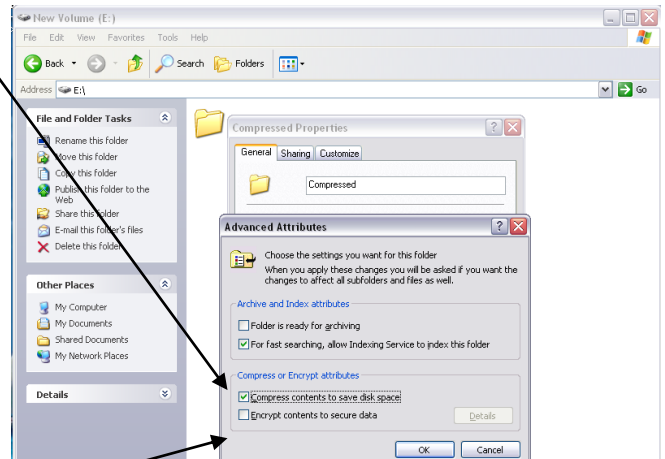 New Volume (E:)
File Edit View Favorites Tools Help
Back Search Folders
Address E:\ Go
File and Folder Tasks
Rename this folder
Move this folder
Copy this folder
Publish this folder to the
Web
Share this folder
E-mail this folder's files
Delete this folder
Other Places
My Computer
My Documents
Shared Documents
My Network Places
Details
Compressed Properties
General Sharing Customize
Compressed
Advanced Attributes
Choose the settings you want for this folder
When you apply these changes you will be asked if you want the
changes to affect all subfolders and files as well.
Archive and Index attributes
Folder is ready for archiving
For fast searching, allow Indexing Service to index this folder
Compress or Encrypt attributes
Compress contents to save disk space
Encrypt contents to secure data
Details
OK Cancel